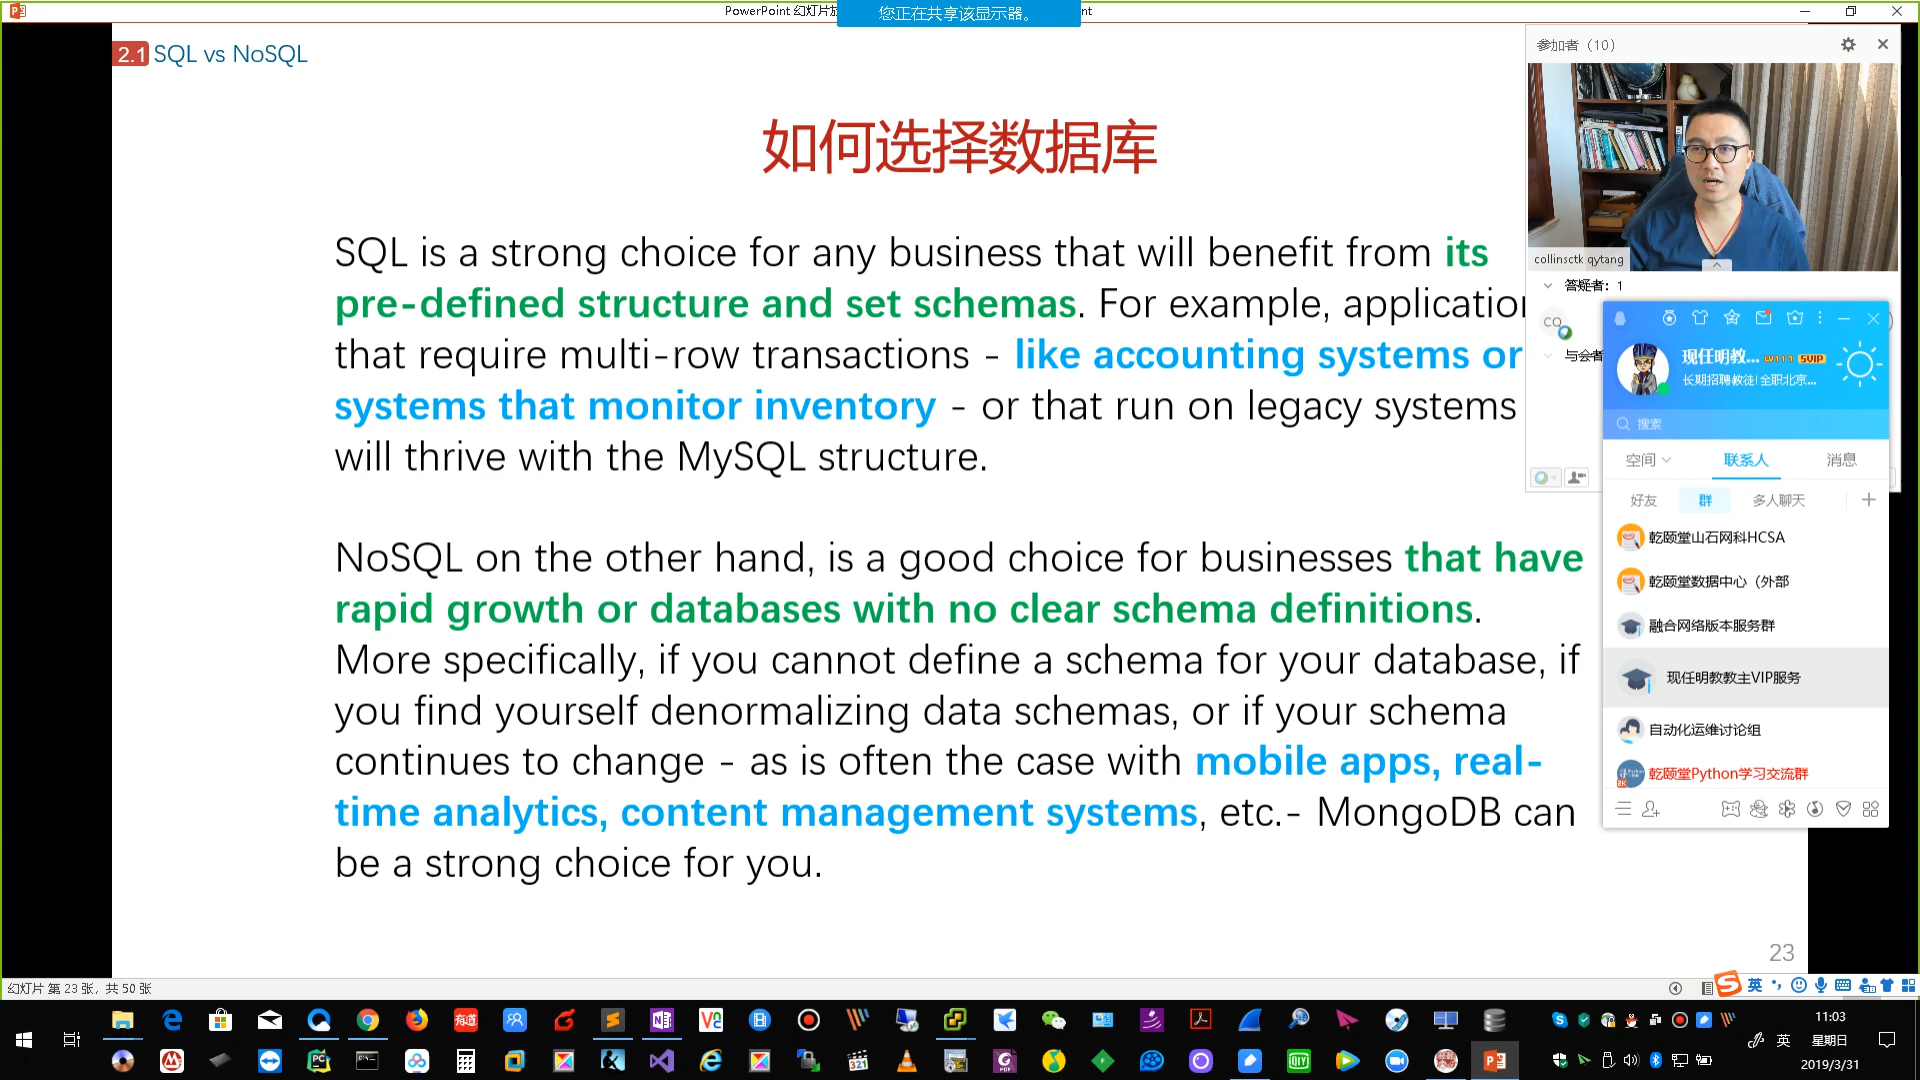 PowerPoint 幻灯片放
您正在共享该显示器。
nt
2.1 SQL vs NoSQL
如何选择数据库
SQL is a strong choice for any business that will benefit from its
pre-defined structure and set schemas. For example, application
that require multi-row transactions - like accounting systems or
systems that monitor inventory - or that run on legacy systems
will thrive with the MySQL structure.
NoSQL on the other hand, is a good choice for businesses that have
rapid growth or databases with no clear schema definitions.
More specifically, if you cannot define a schema for your database, if
you find yourself denormalizing data schemas, or if your schema
continues to change - as is often the case with mobile apps, real-
time analytics, content management systems, etc.- MongoDB can
be a strong choice for you.
23
参加者（10）
collinsctk qytang
答疑者：1
CO
与会者
现任明教... LV117 SVIP
长期招聘教徒!全职北京...
搜索
空间 联系人 消息
好友 群 多人聊天
乾颐堂山石网科HCSA
乾颐堂数据中心（外部
融合网络版本服务群
现任明教教主VIP服务
自动化运维讨论组
乾颐堂Python学习交流群
幻灯片 第 23 张，共 50 张
英
有道
英
11:03
星期日
2019/3/31